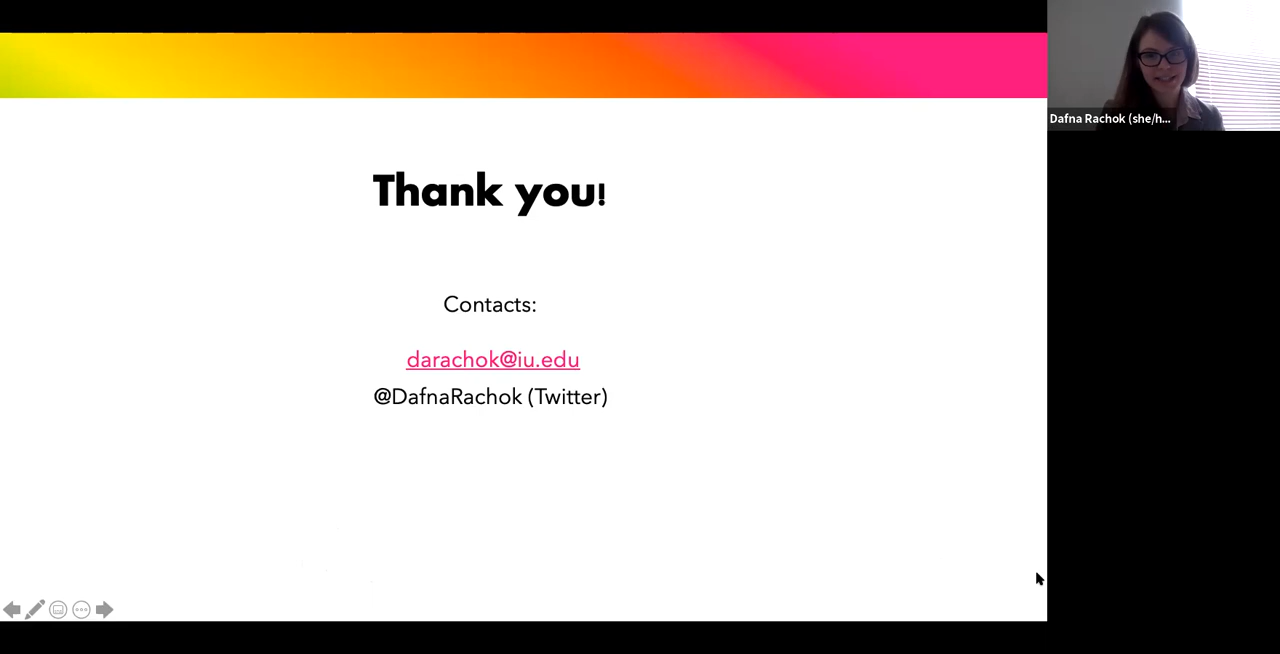 Thank you!
Contacts:
darachok@iu.edu
@DafnaRachok (Twitter)
Dafna Rachok (she/h...